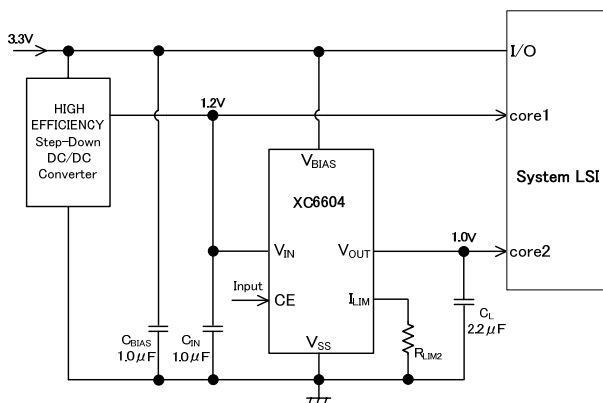 3.3V
I/O
HIGH
EFFICIENCY
Step-Down
DC/DC
Converter
1.2V
core1
VBIAS
System LSI
XC6604
VIN
VOUT
1.0V
core2
Input
CE
ILIM
CBIAS
1.0μF
CIN
1.0μF
VSS
RLIM2
CL
2.2μF